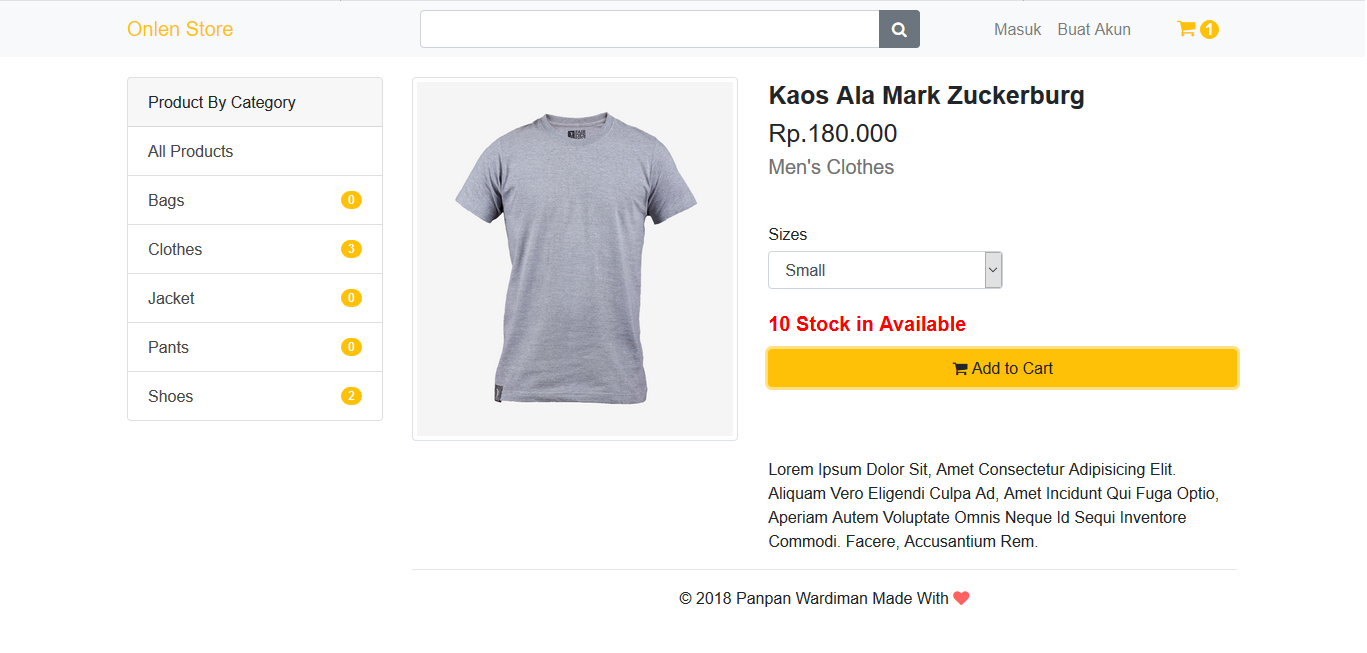 Onlen Store
Masuk Buat Akun 1
Product By Category
All Products
Bags 0
Clothes 3
Jacket 0
Pants 0
Shoes 2
Kaos Ala Mark Zuckerburg
Rp.180.000
Men's Clothes
Sizes
Small
10 Stock in Available
Add to Cart
Lorem Ipsum Dolor Sit, Amet Consectetur Adipisicing Elit.
Aliquam Vero Eligendi Culpa Ad, Amet Incidunt Qui Fuga Optio,
Aperiam Autem Voluptate Omnis Neque Id Sequi Inventore
Commodi. Facere, Accusantium Rem.
© 2018 Panpan Wardiman Made With ❤